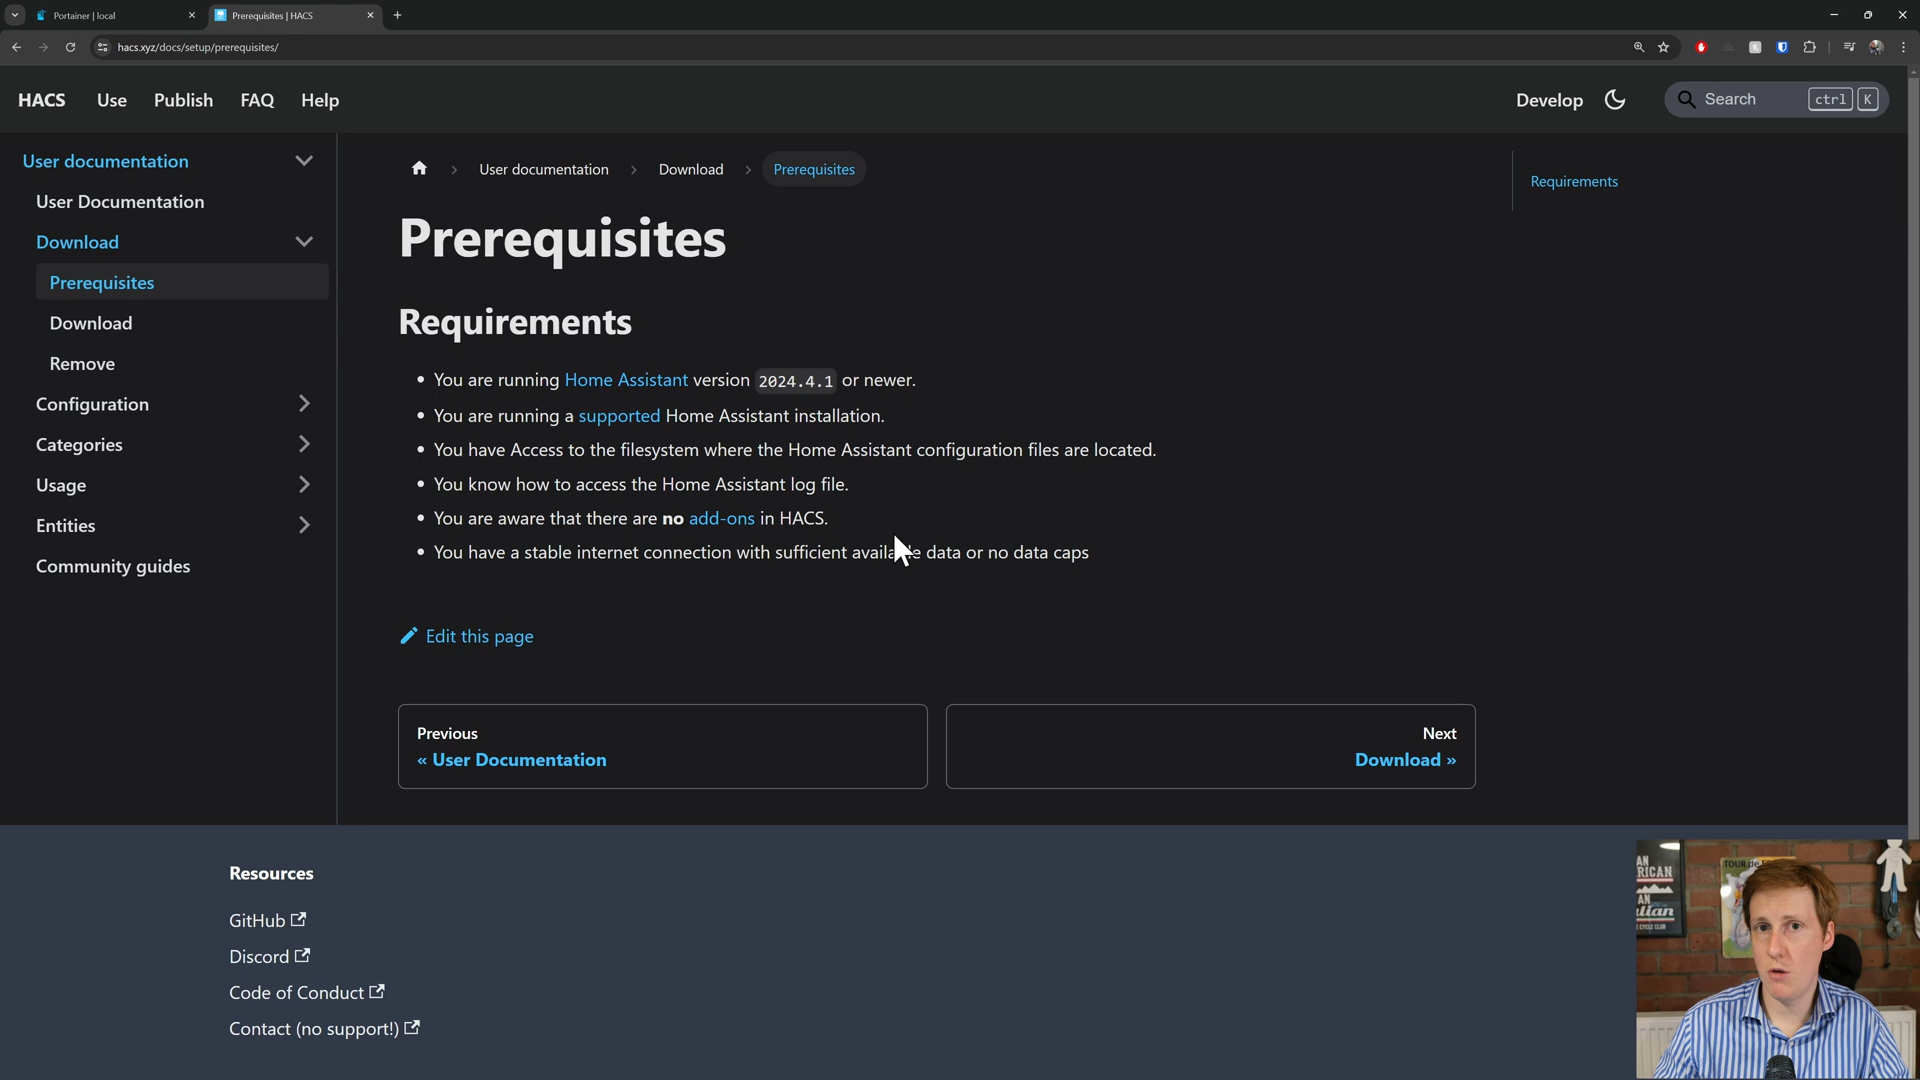 Portainer | local
Prerequisites | HACS
hacs.xyz/docs/setup/prerequisites/
HACS
Use
Publish
FAQ
Help
Develop
Search
ctrl
K
User documentation
User Documentation
Download
Prerequisites
Download
Remove
Configuration
Categories
Usage
Entities
Community guides
User documentation
Download
Prerequisites
Prerequisites
Requirements
You are running Home Assistant version 2024.4.1 or newer.
You are running a supported Home Assistant installation.
You have Access to the filesystem where the Home Assistant configuration files are located.
You know how to access the Home Assistant log file.
You are aware that there are no add-ons in HACS.
You have a stable internet connection with sufficient available data or no data caps
Edit this page
Previous
« User Documentation
Next
Download »
Requirements
Resources
GitHub
Discord
Code of Conduct
Contact (no support!)
TOUR de
CYCLE CLUB